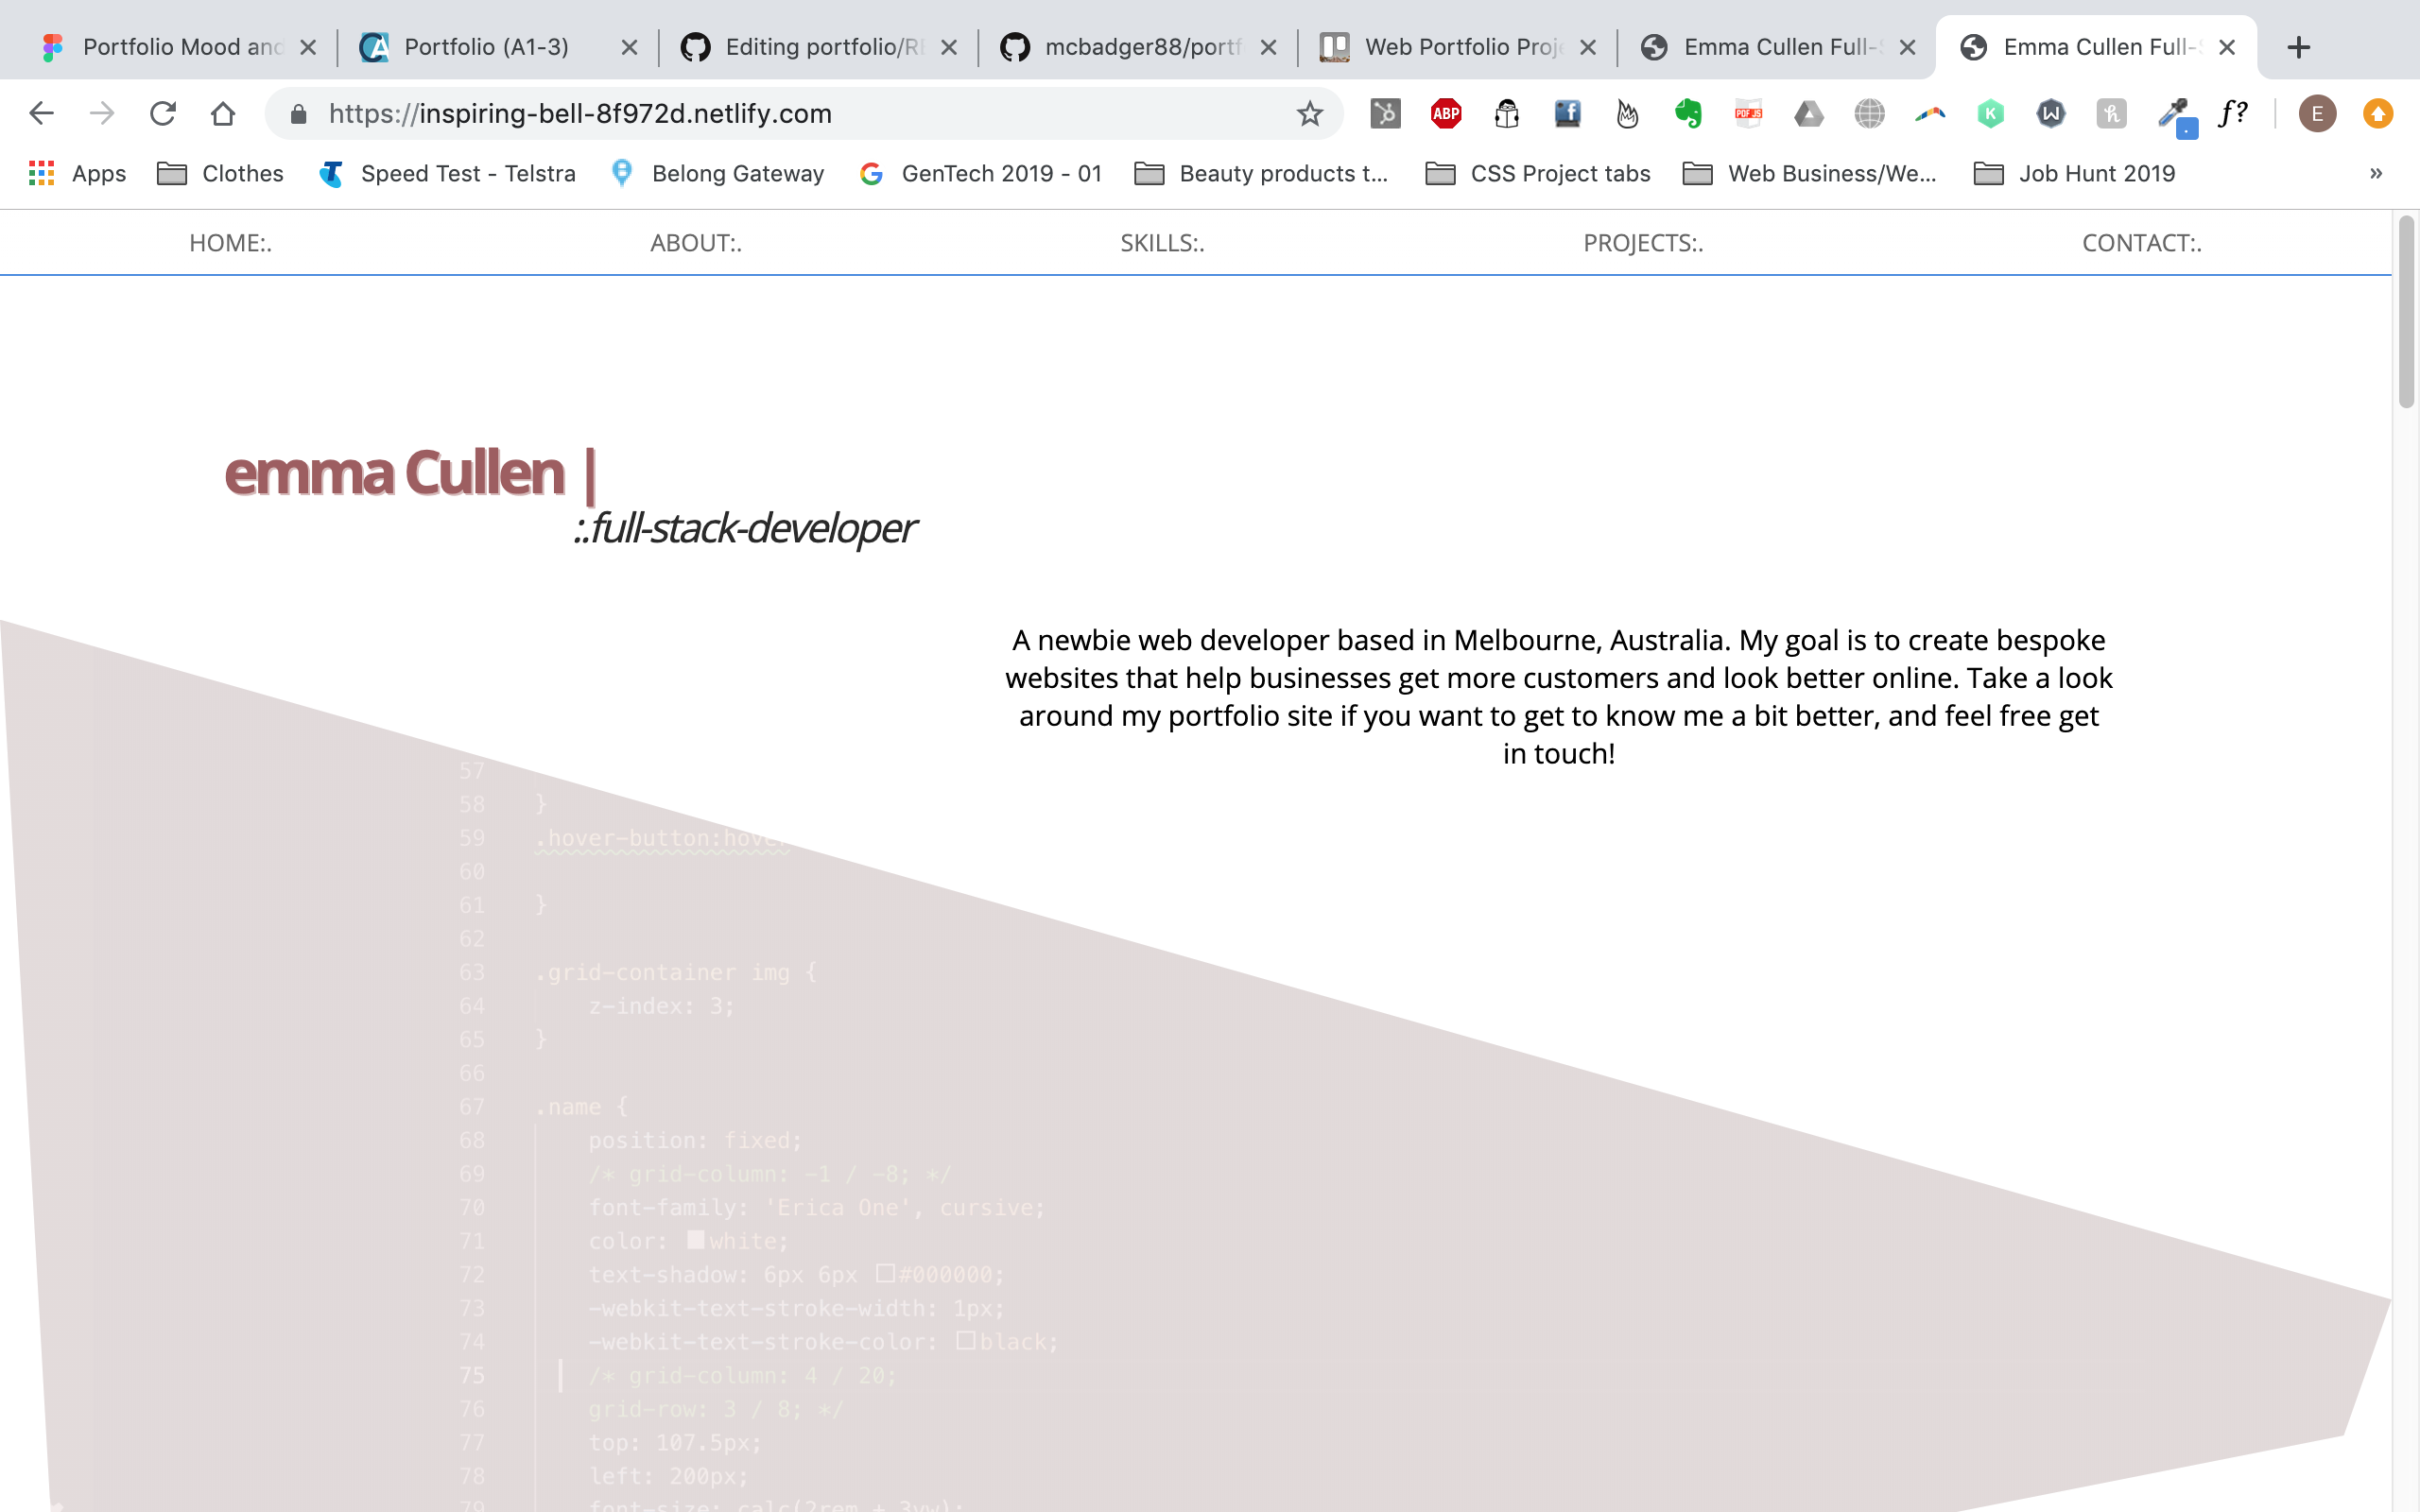 Portfolio Mood and
Portfolio (A1-3)
Editing portfolio/RE
mcbadger88/portf
Web Portfolio Proje
Emma Cullen Full-S
Emma Cullen Full-S
https://inspiring-bell-8f972d.netlify.com
ABP
PDF.JS
K
W
h
f?
E
Apps
Clothes
Speed Test - Telstra
Belong Gateway
GenTech 2019 - 01
Beauty products t...
CSS Project tabs
Web Business/We...
Job Hunt 2019
»
HOME:.
ABOUT:.
SKILLS:.
PROJECTS:.
CONTACT:.
emma Cullen |
:.full-stack-developer
A newbie web developer based in Melbourne, Australia. My goal is to create bespoke
websites that help businesses get more customers and look better online. Take a look
around my portfolio site if you want to get to know me a bit better, and feel free get
in touch!
57
58 }
59 .hover-button:hover
60
61 }
62
63 .grid-container img {
64 z-index: 3;
65 }
66
67 .name {
68 position: fixed;
69 /* grid-column: -1 / -8; */
70 font-family: 'Erica One', cursive;
71 color: white;
72 text-shadow: 6px 6px #000000;
73 -webkit-text-stroke-width: 1px;
74 -webkit-text-stroke-color: black;
75 /* grid-column: 4 / 20;
76 grid-row: 3 / 8; */
77 top: 107.5px;
78 left: 200px;
79 font-size: calc(2rem + 3vw);